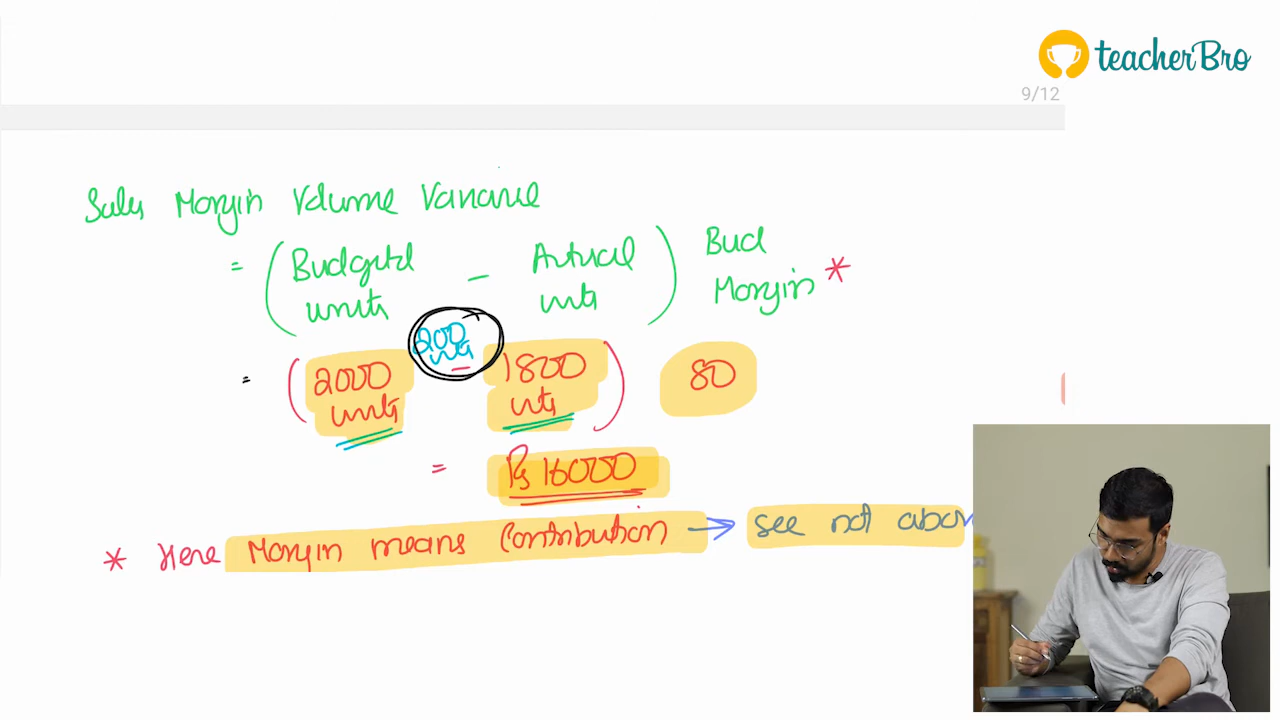 teacherBro
9/12
Sales Margin Volume Variance
= (Budgeted units - Actual units) Bud Margin *
200 units
= (2000 units 1800 uts) 80
= Rs 16000
* Here Margin means Contribution → see not abov